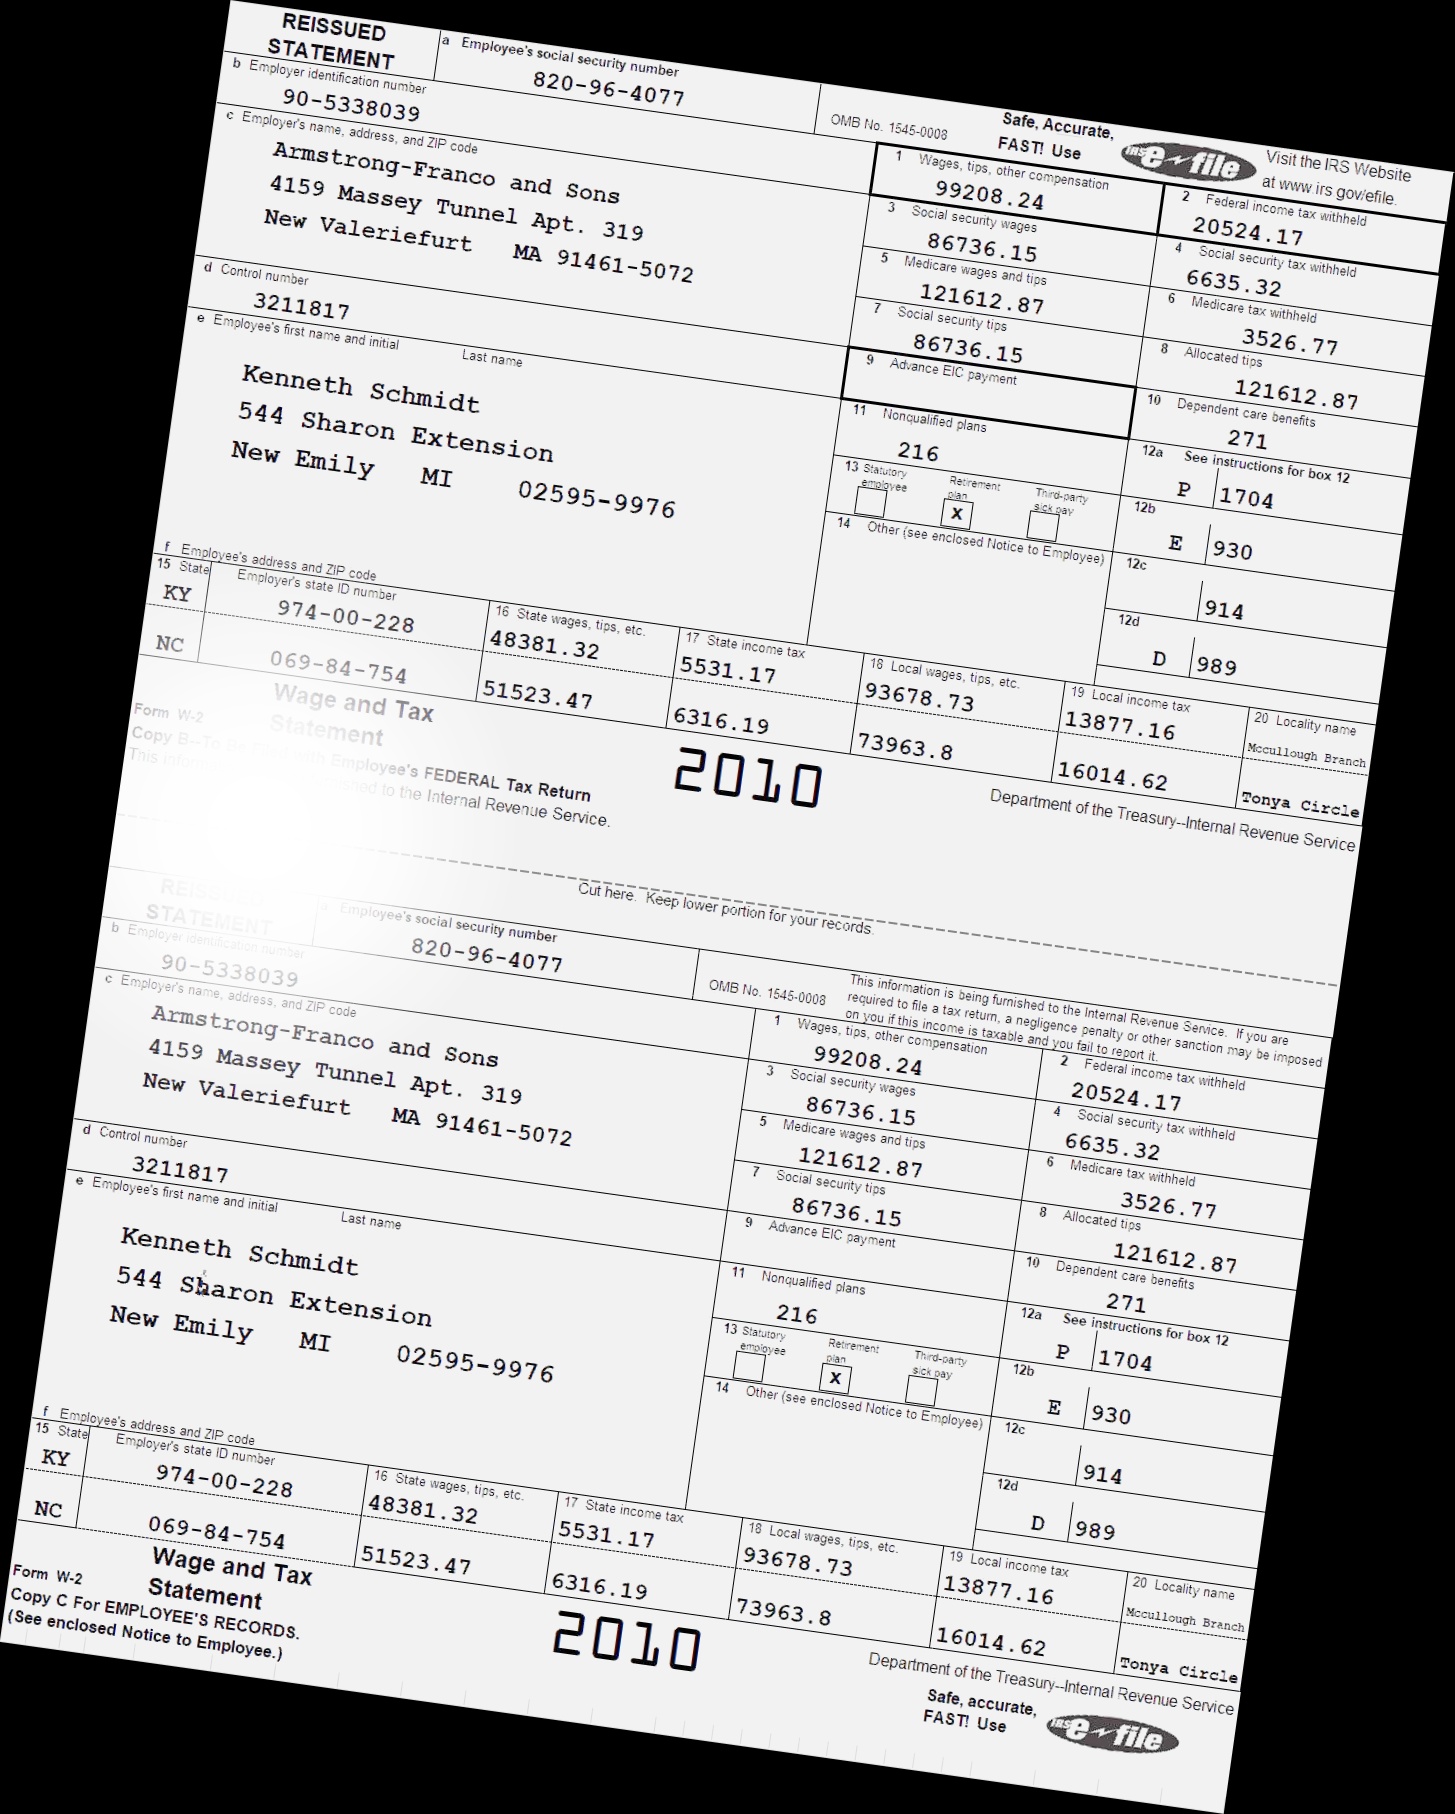 REISSUED
STATEMENT
a Employee's social security number
820-96-4077
OMB No. 1545-0008
Safe, Accurate,
FAST! Use
IRS e-file
Visit the IRS Website
at www.irs.gov/efile.
b Employer identification number
90-5338039
c Employer's name, address, and ZIP code
Armstrong-Franco and Sons
4159 Massey Tunnel Apt. 319
New Valeriefurt MA 91461-5072
1 Wages, tips, other compensation
99208.24
2 Federal income tax withheld
20524.17
3 Social security wages
86736.15
4 Social security tax withheld
6635.32
5 Medicare wages and tips
121612.87
6 Medicare tax withheld
3526.77
d Control number
3211817
7 Social security tips
86736.15
8 Allocated tips
121612.87
e Employee's first name and initial Last name
Kenneth Schmidt
544 Sharon Extension
New Emily MI 02595-9976
9 Advance EIC payment
10 Dependent care benefits
271
11 Nonqualified plans
216
12a See instructions for box 12
P 1704
13 Statutory employee Retirement plan Third-party sick pay
X
12b
E 930
14 Other (see enclosed Notice to Employee)
12c
914
12d
D 989
f Employee's address and ZIP code
15 State Employer's state ID number
KY 974-00-228
NC 069-84-754
16 State wages, tips, etc.
48381.32
51523.47
17 State income tax
5531.17
6316.19
18 Local wages, tips, etc.
93678.73
73963.8
19 Local income tax
13877.16
16014.62
20 Locality name
Mccullough Branch
Tonya Circle
Form W-2
Wage and Tax
Statement
2010
Department of the Treasury--Internal Revenue Service
Copy B--To Be Filed with Employee's FEDERAL Tax Return
This to the Internal Revenue Service.
Cut here. Keep lower portion for your records.
REISSUED
STATEMENT
a Employee's social security number
820-96-4077
OMB No. 1545-0008
This information is being furnished to the Internal Revenue Service. If you are
required to file a tax return, a negligence penalty or other sanction may be imposed
on you if this income is taxable and you fail to report it.
b Employer identification number
90-5338039
c Employer's name, address, and ZIP code
Armstrong-Franco and Sons
4159 Massey Tunnel Apt. 319
New Valeriefurt MA 91461-5072
1 Wages, tips, other compensation
99208.24
2 Federal income tax withheld
20524.17
3 Social security wages
86736.15
4 Social security tax withheld
6635.32
5 Medicare wages and tips
121612.87
6 Medicare tax withheld
3526.77
d Control number
3211817
7 Social security tips
86736.15
8 Allocated tips
121612.87
e Employee's first name and initial Last name
Kenneth Schmidt
544 Sharon Extension
New Emily MI 02595-9976
9 Advance EIC payment
10 Dependent care benefits
271
11 Nonqualified plans
216
12a See instructions for box 12
P 1704
13 Statutory employee Retirement plan Third-party sick pay
X
12b
E 930
14 Other (see enclosed Notice to Employee)
12c
914
12d
D 989
f Employee's address and ZIP code
15 State Employer's state ID number
KY 974-00-228
NC 069-84-754
16 State wages, tips, etc.
48381.32
51523.47
17 State income tax
5531.17
6316.19
18 Local wages, tips, etc.
93678.73
73963.8
19 Local income tax
13877.16
16014.62
20 Locality name
Mccullough Branch
Tonya Circle
Form W-2
Wage and Tax
Statement
2010
Department of the Treasury--Internal Revenue Service
Copy C For EMPLOYEE'S RECORDS.
(See enclosed Notice to Employee.)
Safe, accurate,
FAST! Use
IRS e-file